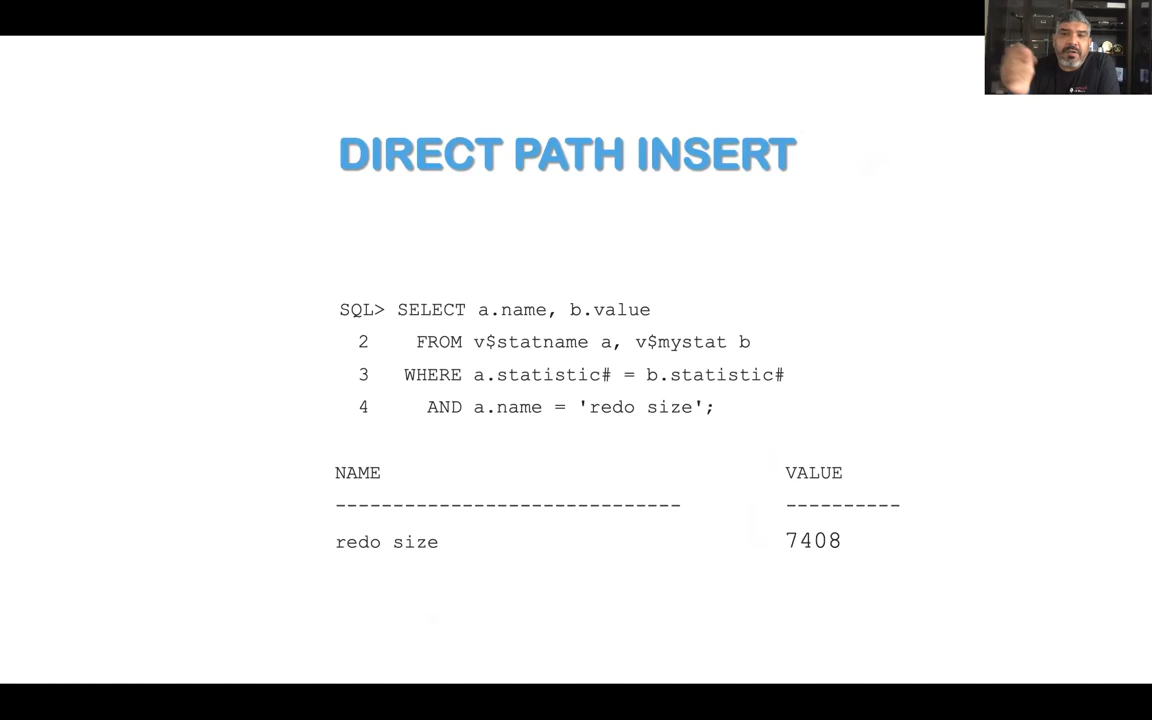 DIRECT PATH INSERT
SQL> SELECT a.name, b.value
2 FROM v$statname a, v$mystat b
3 WHERE a.statistic# = b.statistic#
4 AND a.name = 'redo size';
NAME VALUE
------------------------------ ----------
redo size 7408